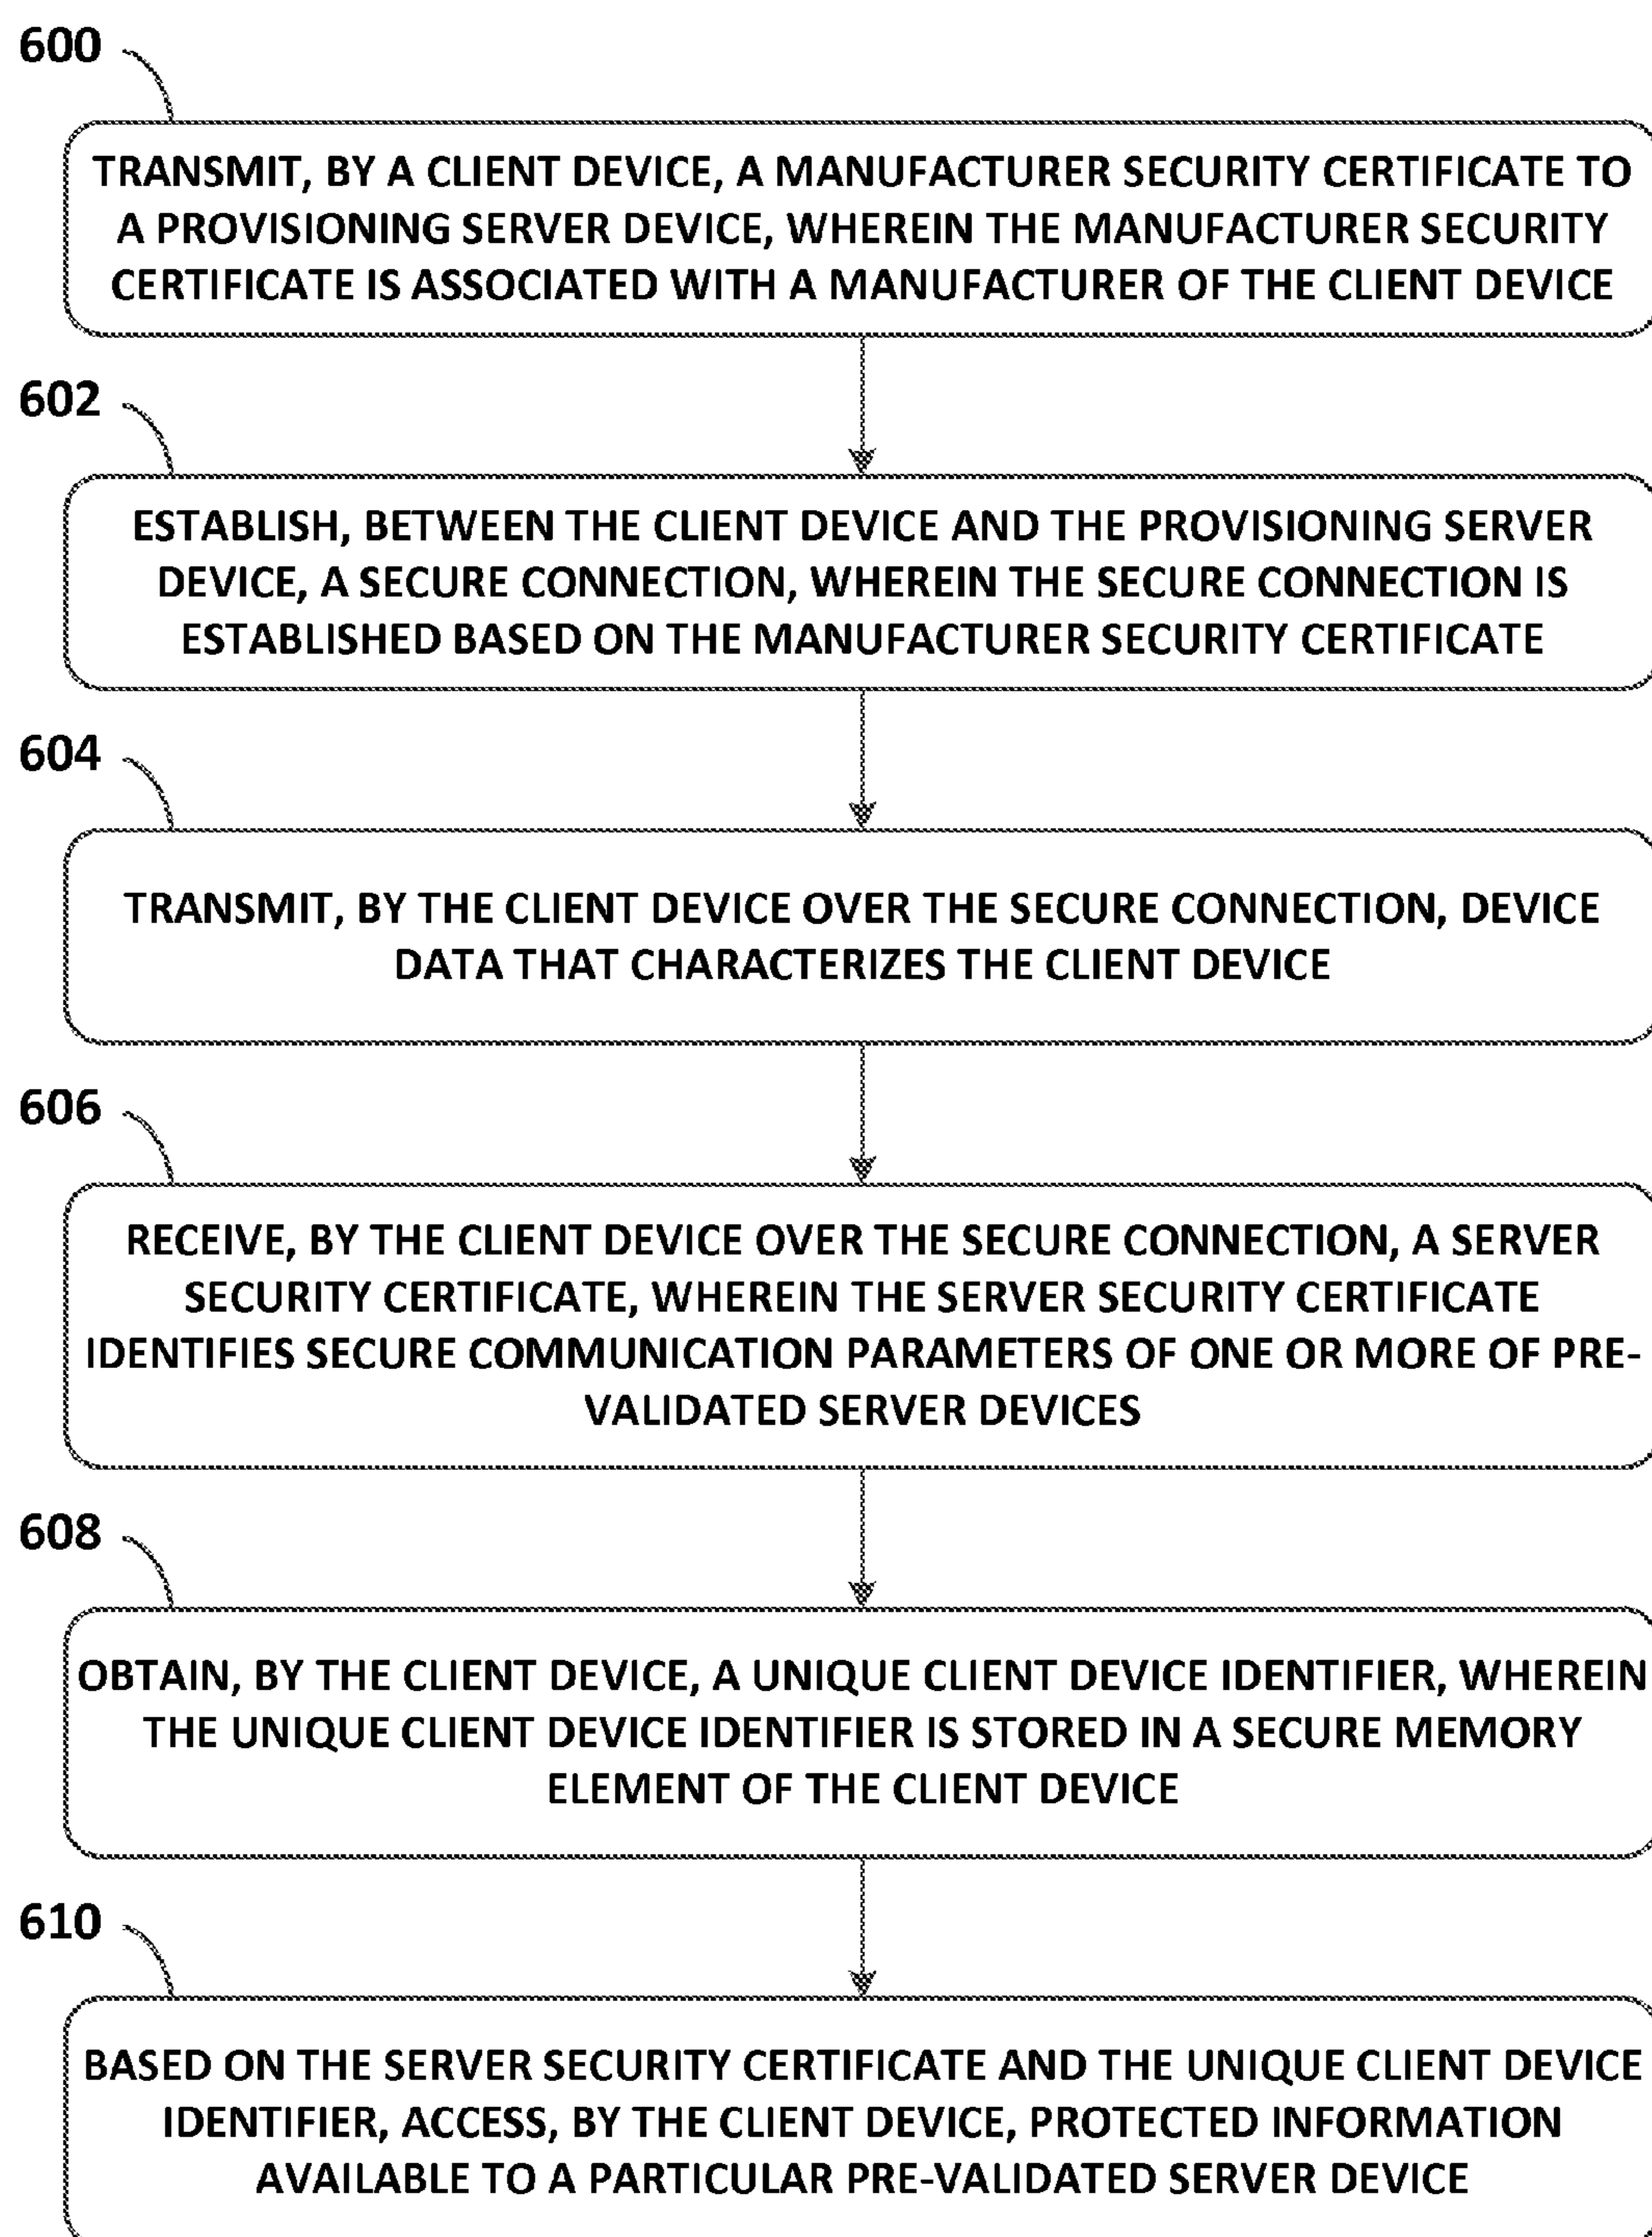 600
TRANSMIT, BY A CLIENT DEVICE, A MANUFACTURER SECURITY CERTIFICATE TO
A PROVISIONING SERVER DEVICE, WHEREIN THE MANUFACTURER SECURITY
CERTIFICATE IS ASSOCIATED WITH A MANUFACTURER OF THE CLIENT DEVICE
602
ESTABLISH, BETWEEN THE CLIENT DEVICE AND THE PROVISIONING SERVER
DEVICE, A SECURE CONNECTION, WHEREIN THE SECURE CONNECTION IS
ESTABLISHED BASED ON THE MANUFACTURER SECURITY CERTIFICATE
604
TRANSMIT, BY THE CLIENT DEVICE OVER THE SECURE CONNECTION, DEVICE
DATA THAT CHARACTERIZES THE CLIENT DEVICE
606
RECEIVE, BY THE CLIENT DEVICE OVER THE SECURE CONNECTION, A SERVER
SECURITY CERTIFICATE, WHEREIN THE SERVER SECURITY CERTIFICATE
IDENTIFIES SECURE COMMUNICATION PARAMETERS OF ONE OR MORE OF PRE-
VALIDATED SERVER DEVICES
608
OBTAIN, BY THE CLIENT DEVICE, A UNIQUE CLIENT DEVICE IDENTIFIER, WHEREIN
THE UNIQUE CLIENT DEVICE IDENTIFIER IS STORED IN A SECURE MEMORY
ELEMENT OF THE CLIENT DEVICE
610
BASED ON THE SERVER SECURITY CERTIFICATE AND THE UNIQUE CLIENT DEVICE
IDENTIFIER, ACCESS, BY THE CLIENT DEVICE, PROTECTED INFORMATION
AVAILABLE TO A PARTICULAR PRE-VALIDATED SERVER DEVICE